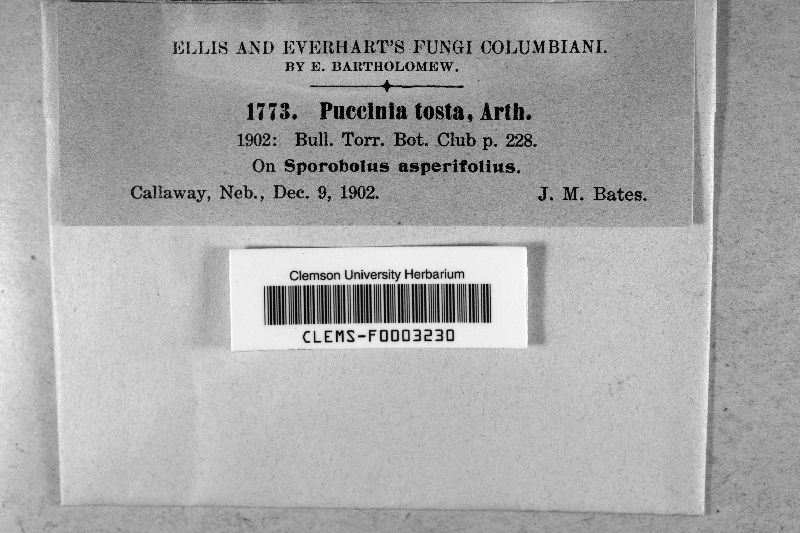 ELLIS AND EVERHART'S FUNGI COLUMBIANI.
BY E. BARTHOLOMEW.
1773. Puccinia tosta, Arth.
1902: Bull. Torr. Bot. Club p. 228.
On Sporobolus asperifolius.
Callaway, Neb., Dec. 9, 1902. J. M. Bates.
Clemson University Herbarium
CLEMS-F0003230